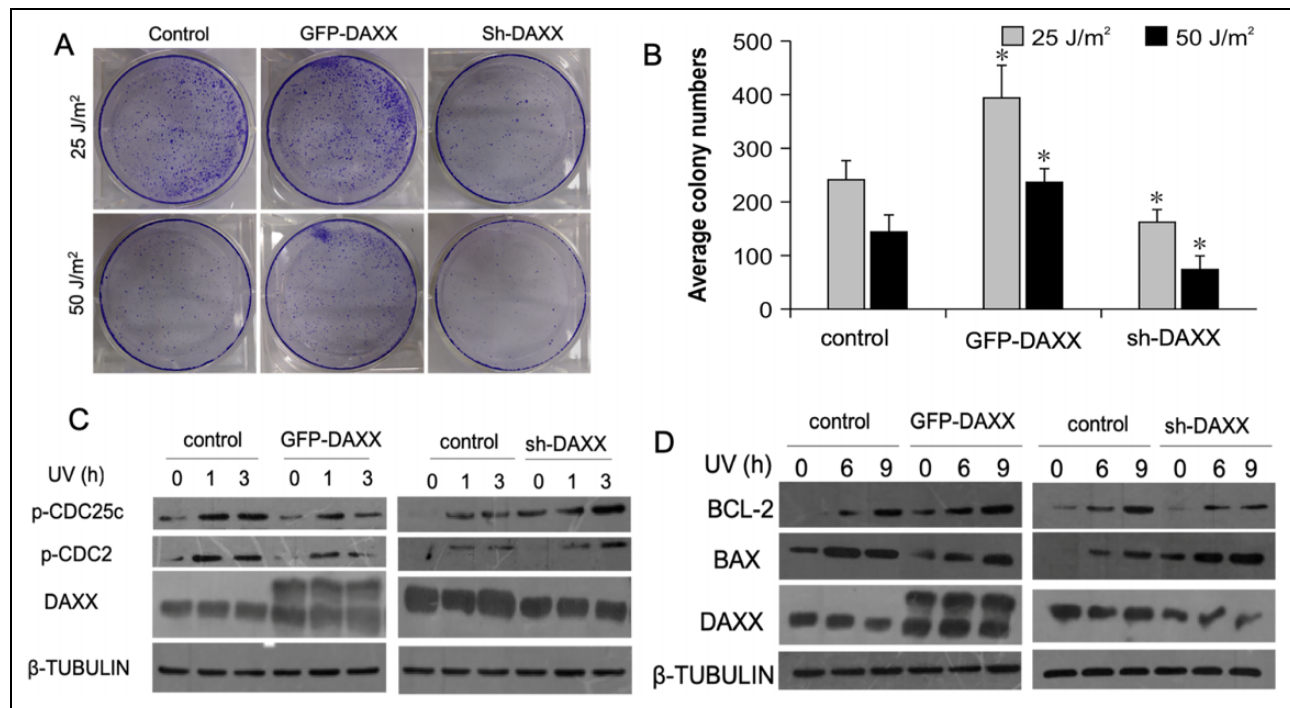 A
Control GFP-DAXX Sh-DAXX
25 J/m²
50 J/m²
B
25 J/m² 50 J/m²
Average colony numbers
500
400
300
200
100
0
* * * *
control GFP-DAXX sh-DAXX
C
control GFP-DAXX control sh-DAXX
UV (h) 0 1 3 0 1 3 0 1 3 0 1 3
p-CDC25c
p-CDC2
DAXX
β-TUBULIN
D
control GFP-DAXX control sh-DAXX
UV (h) 0 6 9 0 6 9 0 6 9 0 6 9
BCL-2
BAX
DAXX
β-TUBULIN